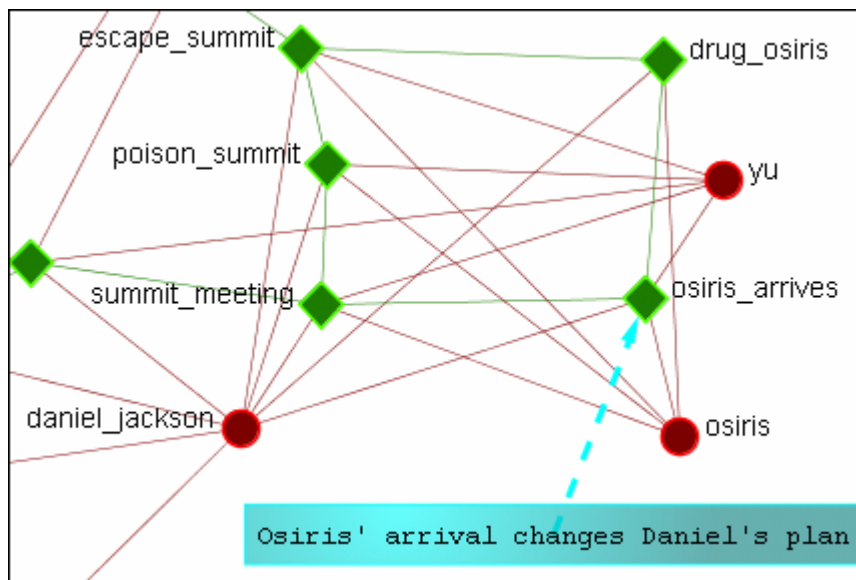 escape_summit
drug_osiris
poison_summit
yu
summit_meeting
osiris_arrives
daniel_jackson
osiris
Osiris' arrival changes Daniel's plan